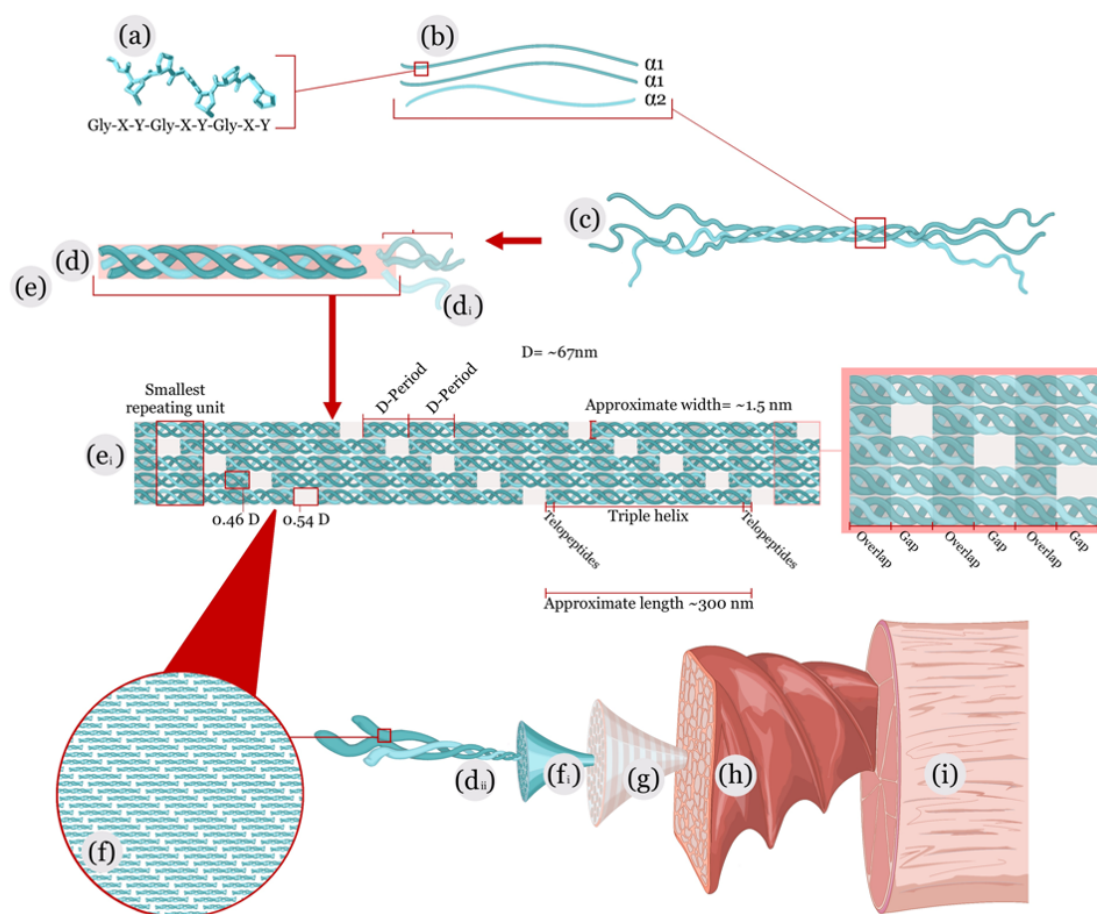 (a)
(b)
α1
α1
α2
Gly-X-Y-Gly-X-Y-Gly-X-Y
(c)
(d)
(e)
(di)
D= ~67nm
Smallest
repeating unit
D-Period
D-Period
Approximate width= ~1.5 nm
(ei)
0.46 D
0.54 D
Telopeptides
Triple helix
Telopeptides
Overlap
Gap
Overlap
Gap
Overlap
Gap
Approximate length ~300 nm
(f)
(dii)
(fi)
(g)
(h)
(i)